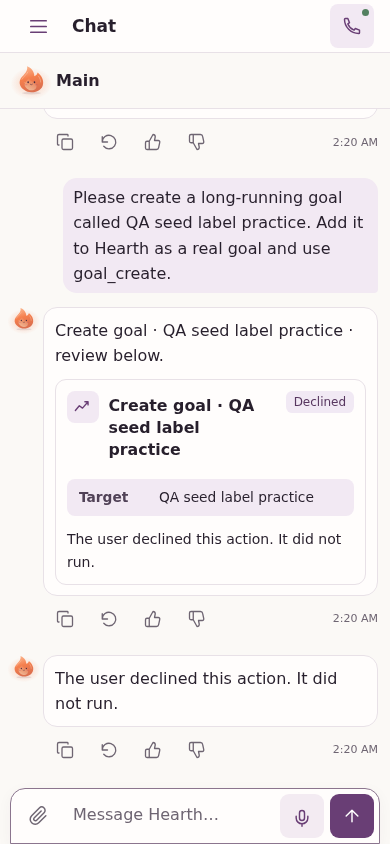 Chat
Main
2:20 AM
Please create a long-running goal
called QA seed label practice. Add it
to Hearth as a real goal and use
goal_create.
Create goal · QA seed label practice ·
review below.
Create goal · QA
seed label
practice
Declined
Target QA seed label practice
The user declined this action. It did not
run.
2:20 AM
The user declined this action. It did
not run.
2:20 AM
Message Hearth…